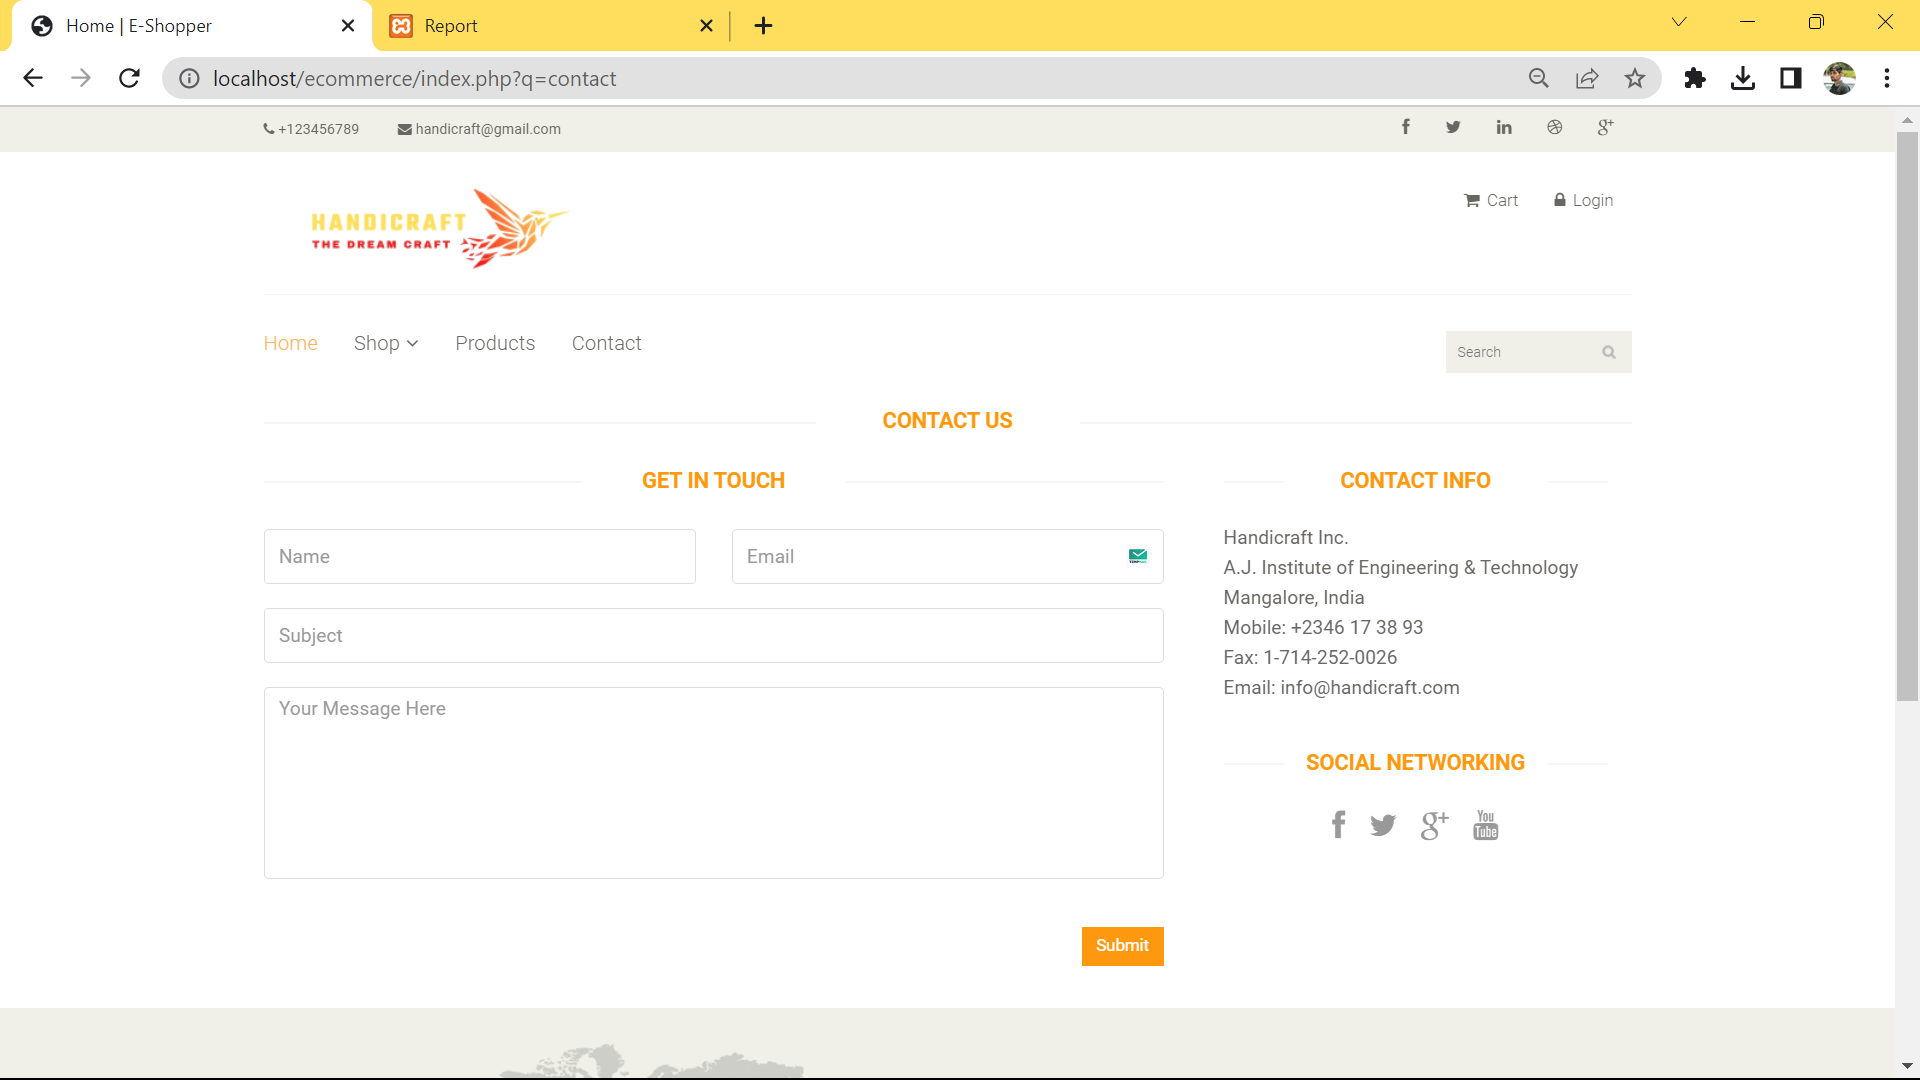 Home | E-Shopper
Report
localhost/ecommerce/index.php?q=contact
+123456789 handicraft@gmail.com
HANDICRAFT
THE DREAM CRAFT
Cart Login
Home Shop Products Contact
Search
CONTACT US
GET IN TOUCH
CONTACT INFO
Name
Email
Subject
Your Message Here
Submit
Handicraft Inc.
A.J. Institute of Engineering & Technology
Mangalore, India
Mobile: +2346 17 38 93
Fax: 1-714-252-0026
Email: info@handicraft.com
SOCIAL NETWORKING
You
Tube